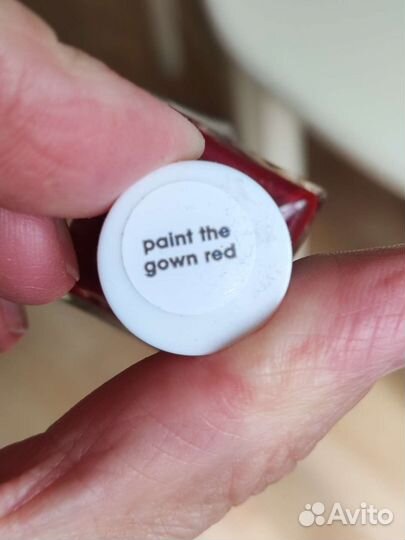 paint the
gown red
Avito